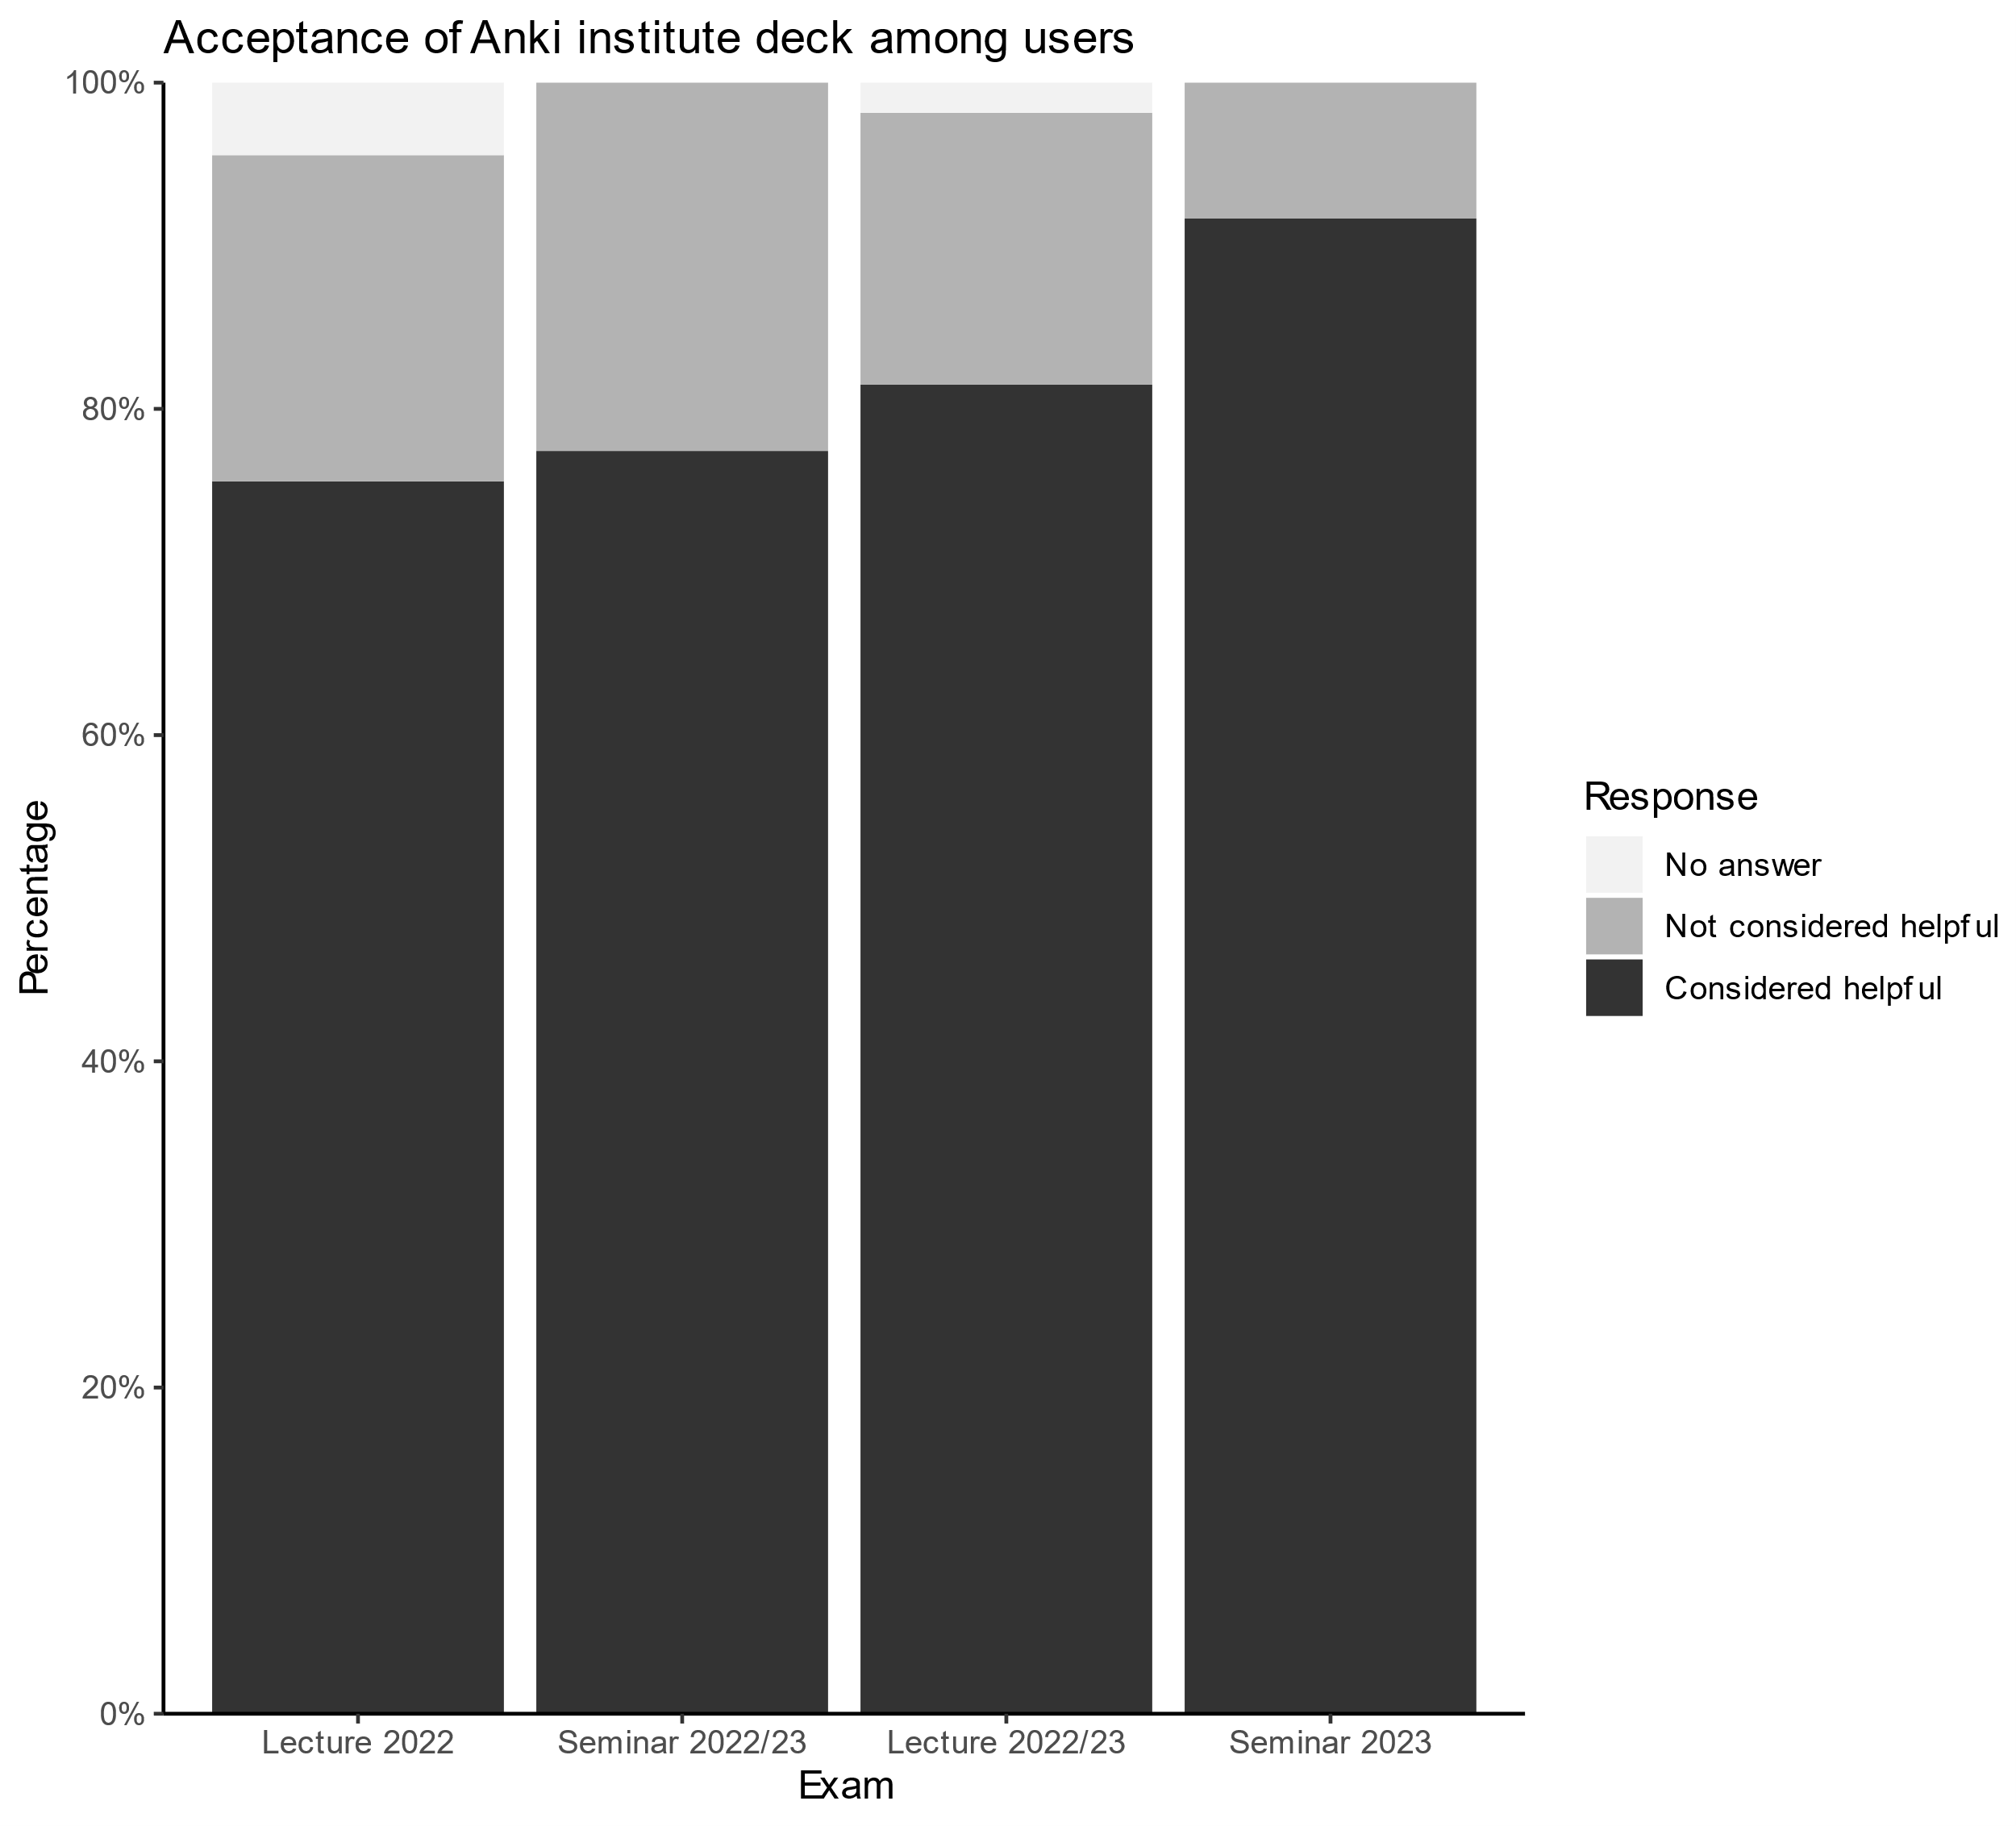 Acceptance of Anki institute deck among users
100%
80%
60%
40%
20%
0%
Percentage
Lecture 2022
Seminar 2022/23
Lecture 2022/23
Seminar 2023
Exam
Response
No answer
Not considered helpful
Considered helpful